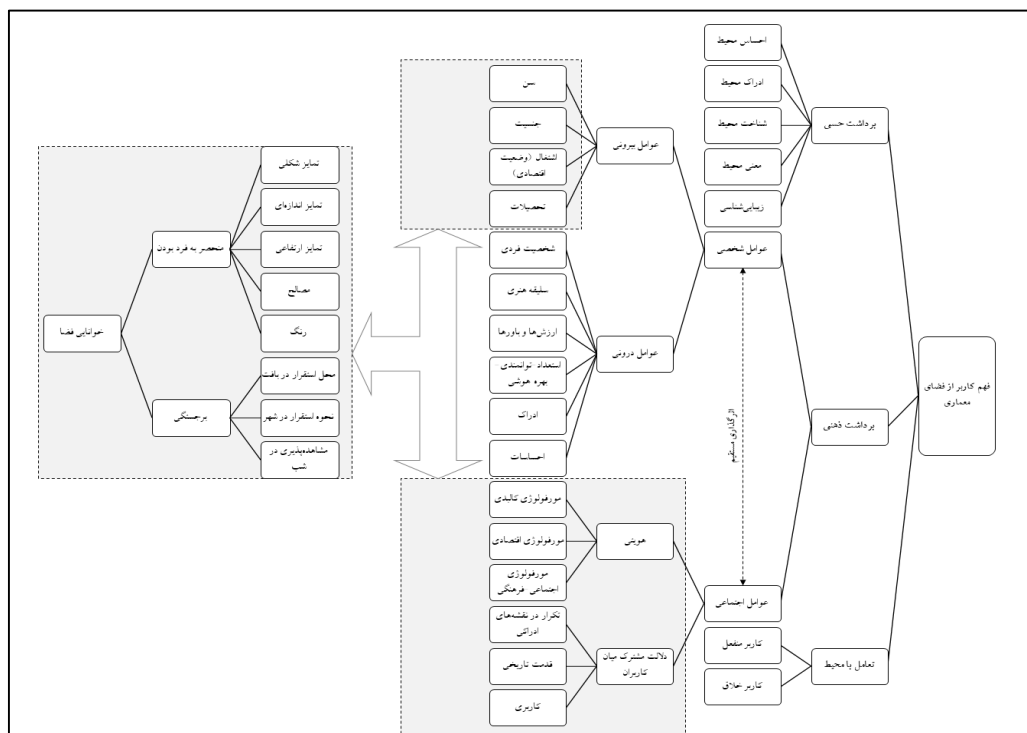 فهم کاربر از فضای
معماری
برداشت حسی
احساس محیط
ادراک محیط
شناخت محیط
معنی محیط
زیبایی‌شناسی
برداشت ذهنی
عوامل شخصی
اثرگذاری مستقیم
عوامل اجتماعی
تعامل با محیط
کاربر منفعل
کاربر خلاق
عوامل بیرونی
سن
جنسیت
اشتغال (وضعیت
اقتصادی)
تحصیلات
عوامل درونی
شخصیت فردی
سلیقه هنری
ارزش‌ها و باورها
استعداد توانمندی
بهره هوشی
ادراک
احساسات
هویتی
مورفولوژی کالبدی
مورفولوژی اقتصادی
مورفولوژی
اجتماعی فرهنگی
دلالت مشترک میان
کاربران
تکرار در نقشه‌های
ادراکی
قدمت تاریخی
کاربری
خوانایی فضا
منحصر به فرد بودن
تمایز شکلی
تمایز اندازه‌ای
تمایز ارتفاعی
مصالح
رنگ
برجستگی
محل استقرار در بافت
نحوه استقرار در شهر
مشاهده‌پذیری در
شب